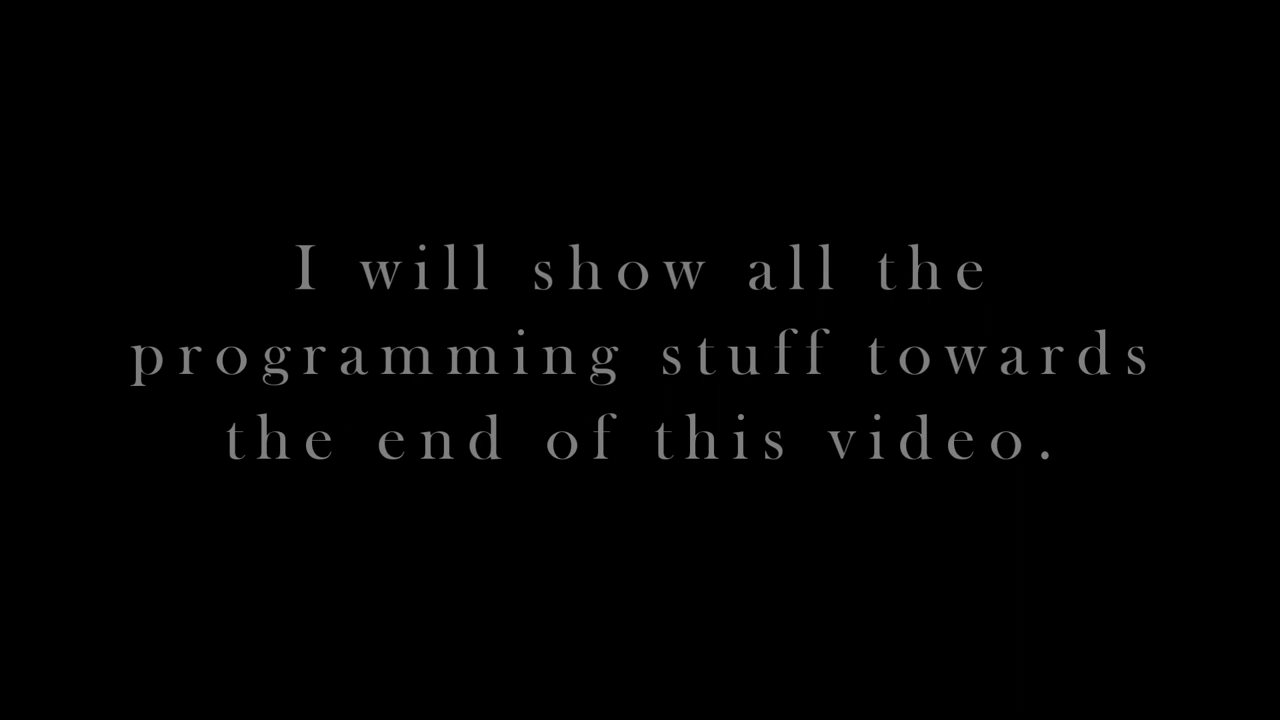 I will show all the
programming stuff towards
the end of this video.